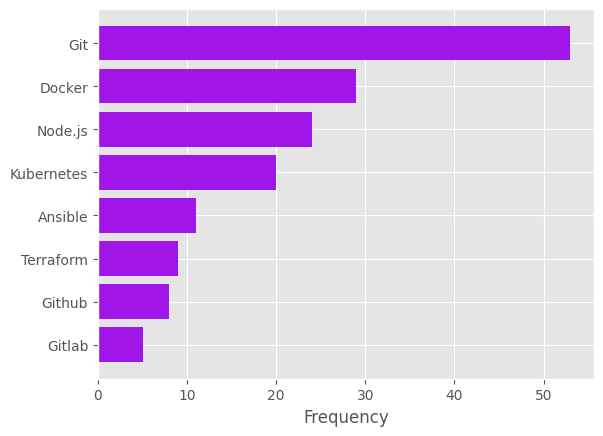 Git
Docker
Node.js
Kubernetes
Ansible
Terraform
Github
Gitlab
0 10 20 30 40 50
Frequency